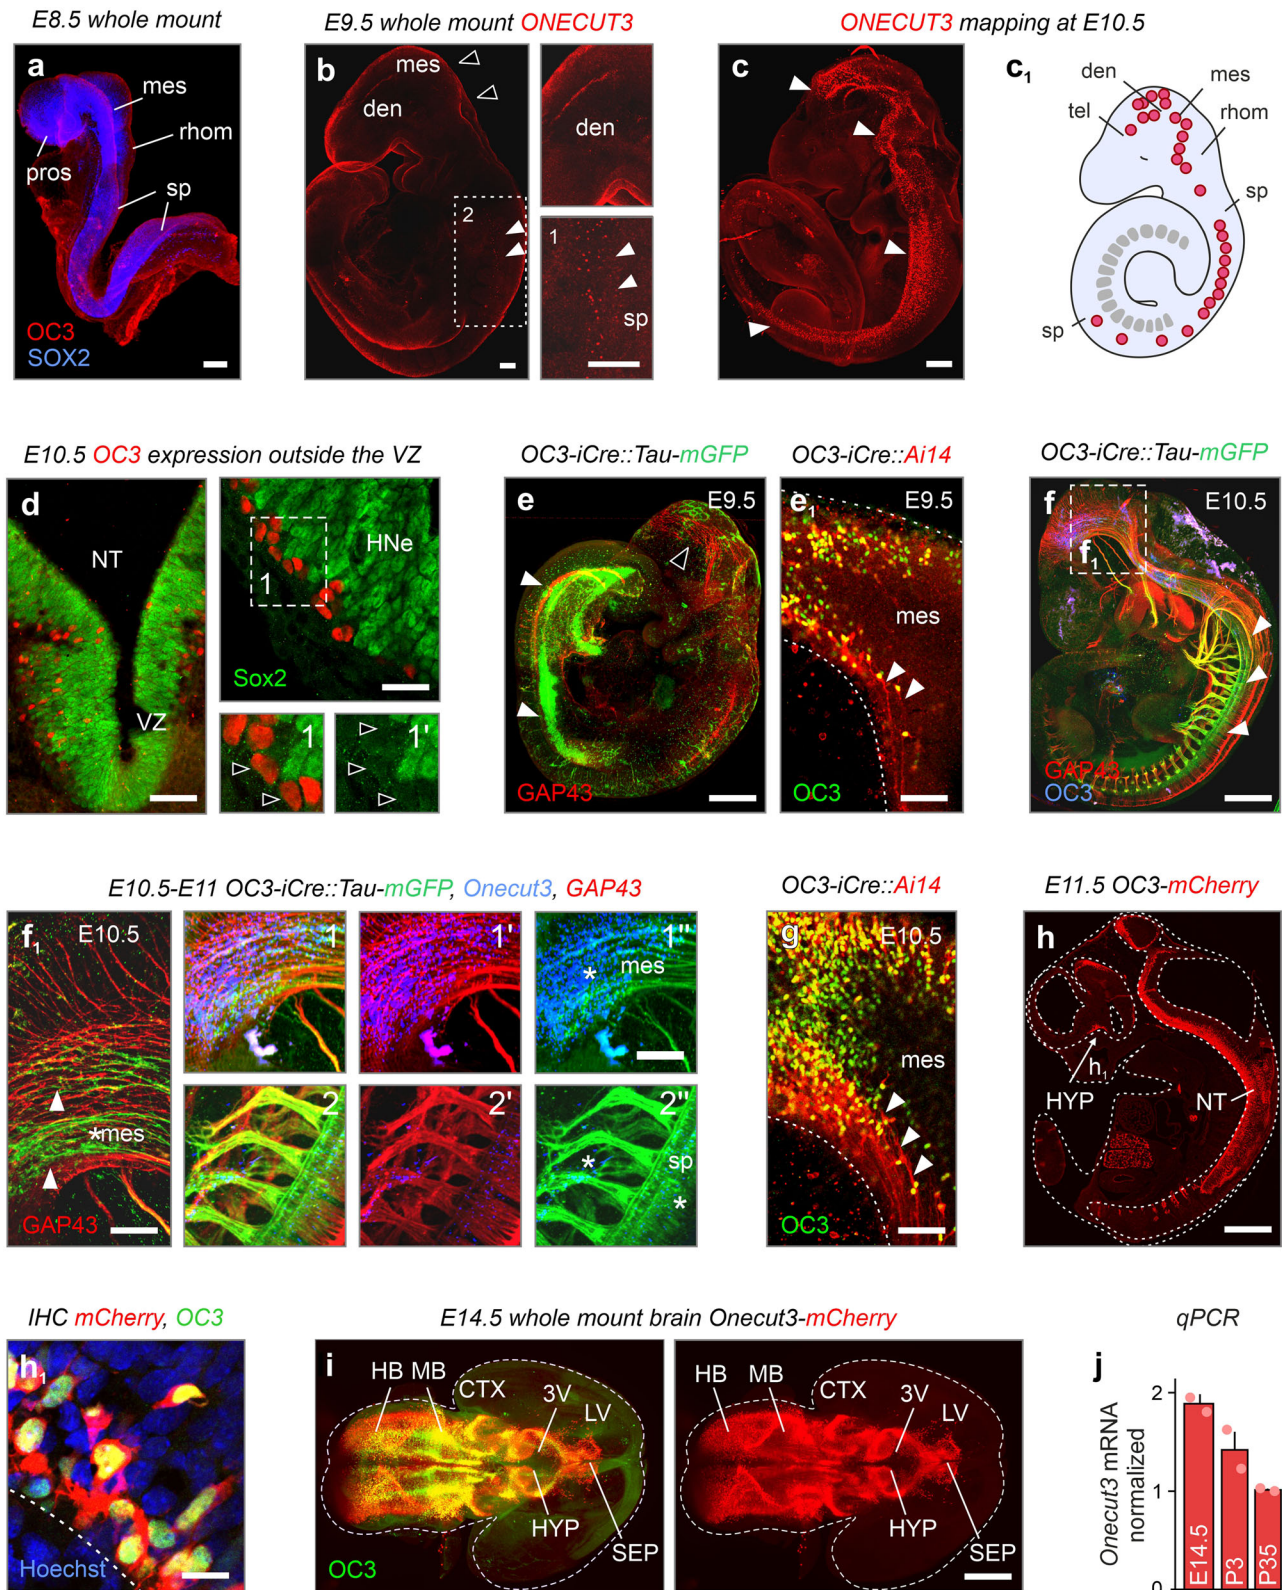 E8.5 whole mount
E9.5 whole mount ONECUT3
ONECUT3 mapping at E10.5
a
mes
rhom
pros
sp
OC3
SOX2
b
mes
den
2
den
1
sp
c
c1
den
mes
tel
rhom
sp
sp
E10.5 OC3 expression outside the VZ
OC3-iCre::Tau-mGFP
OC3-iCre::Ai14
OC3-iCre::Tau-mGFP
d
NT
VZ
HNe
1
Sox2
1
1'
e
E9.5
GAP43
e1
E9.5
mes
OC3
f
E10.5
f1
GAP43
OC3
E10.5-E11 OC3-iCre::Tau-mGFP, Onecut3, GAP43
OC3-iCre::Ai14
E11.5 OC3-mCherry
f1
E10.5
*mes
GAP43
1
1'
1''
mes
*
2
2'
2''
*
sp
*
g
E10.5
mes
OC3
h
h1
HYP
NT
IHC mCherry, OC3
E14.5 whole mount brain Onecut3-mCherry
qPCR
h1
Hoechst
i
HB
MB
CTX
3V
LV
HYP
SEP
OC3
HB
MB
CTX
3V
LV
HYP
SEP
j
Onecut3 mRNA
normalized
2
1
0
E14.5
P3
P35